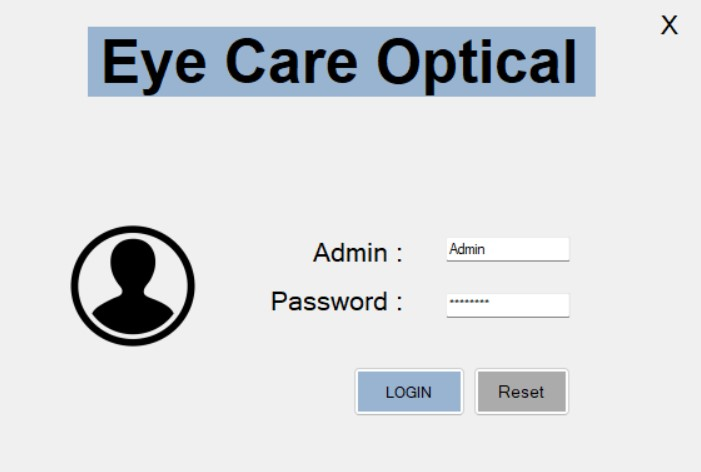 X
Eye Care Optical
Admin : Admin
Password : ********
LOGIN Reset